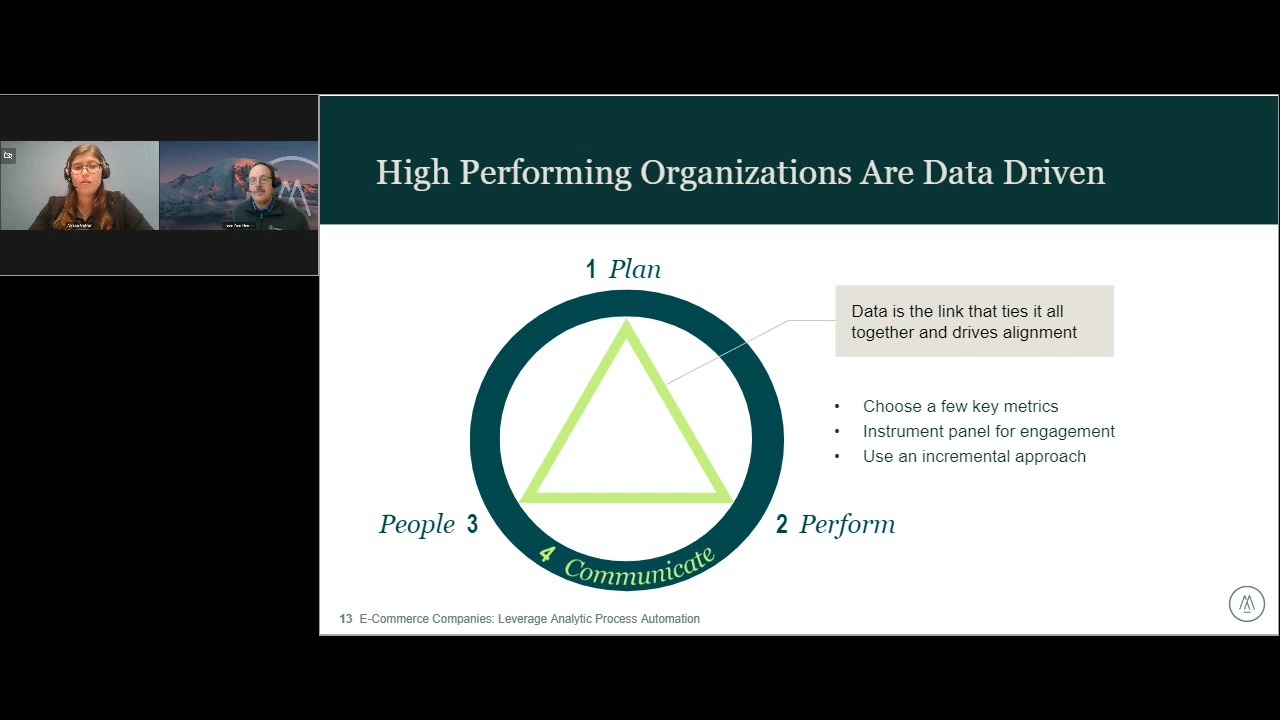 High Performing Organizations Are Data Driven
1 Plan
Data is the link that ties it all
together and drives alignment
• Choose a few key metrics
• Instrument panel for engagement
• Use an incremental approach
People 3
2 Perform
4 Communicate
13 E-Commerce Companies: Leverage Analytic Process Automation